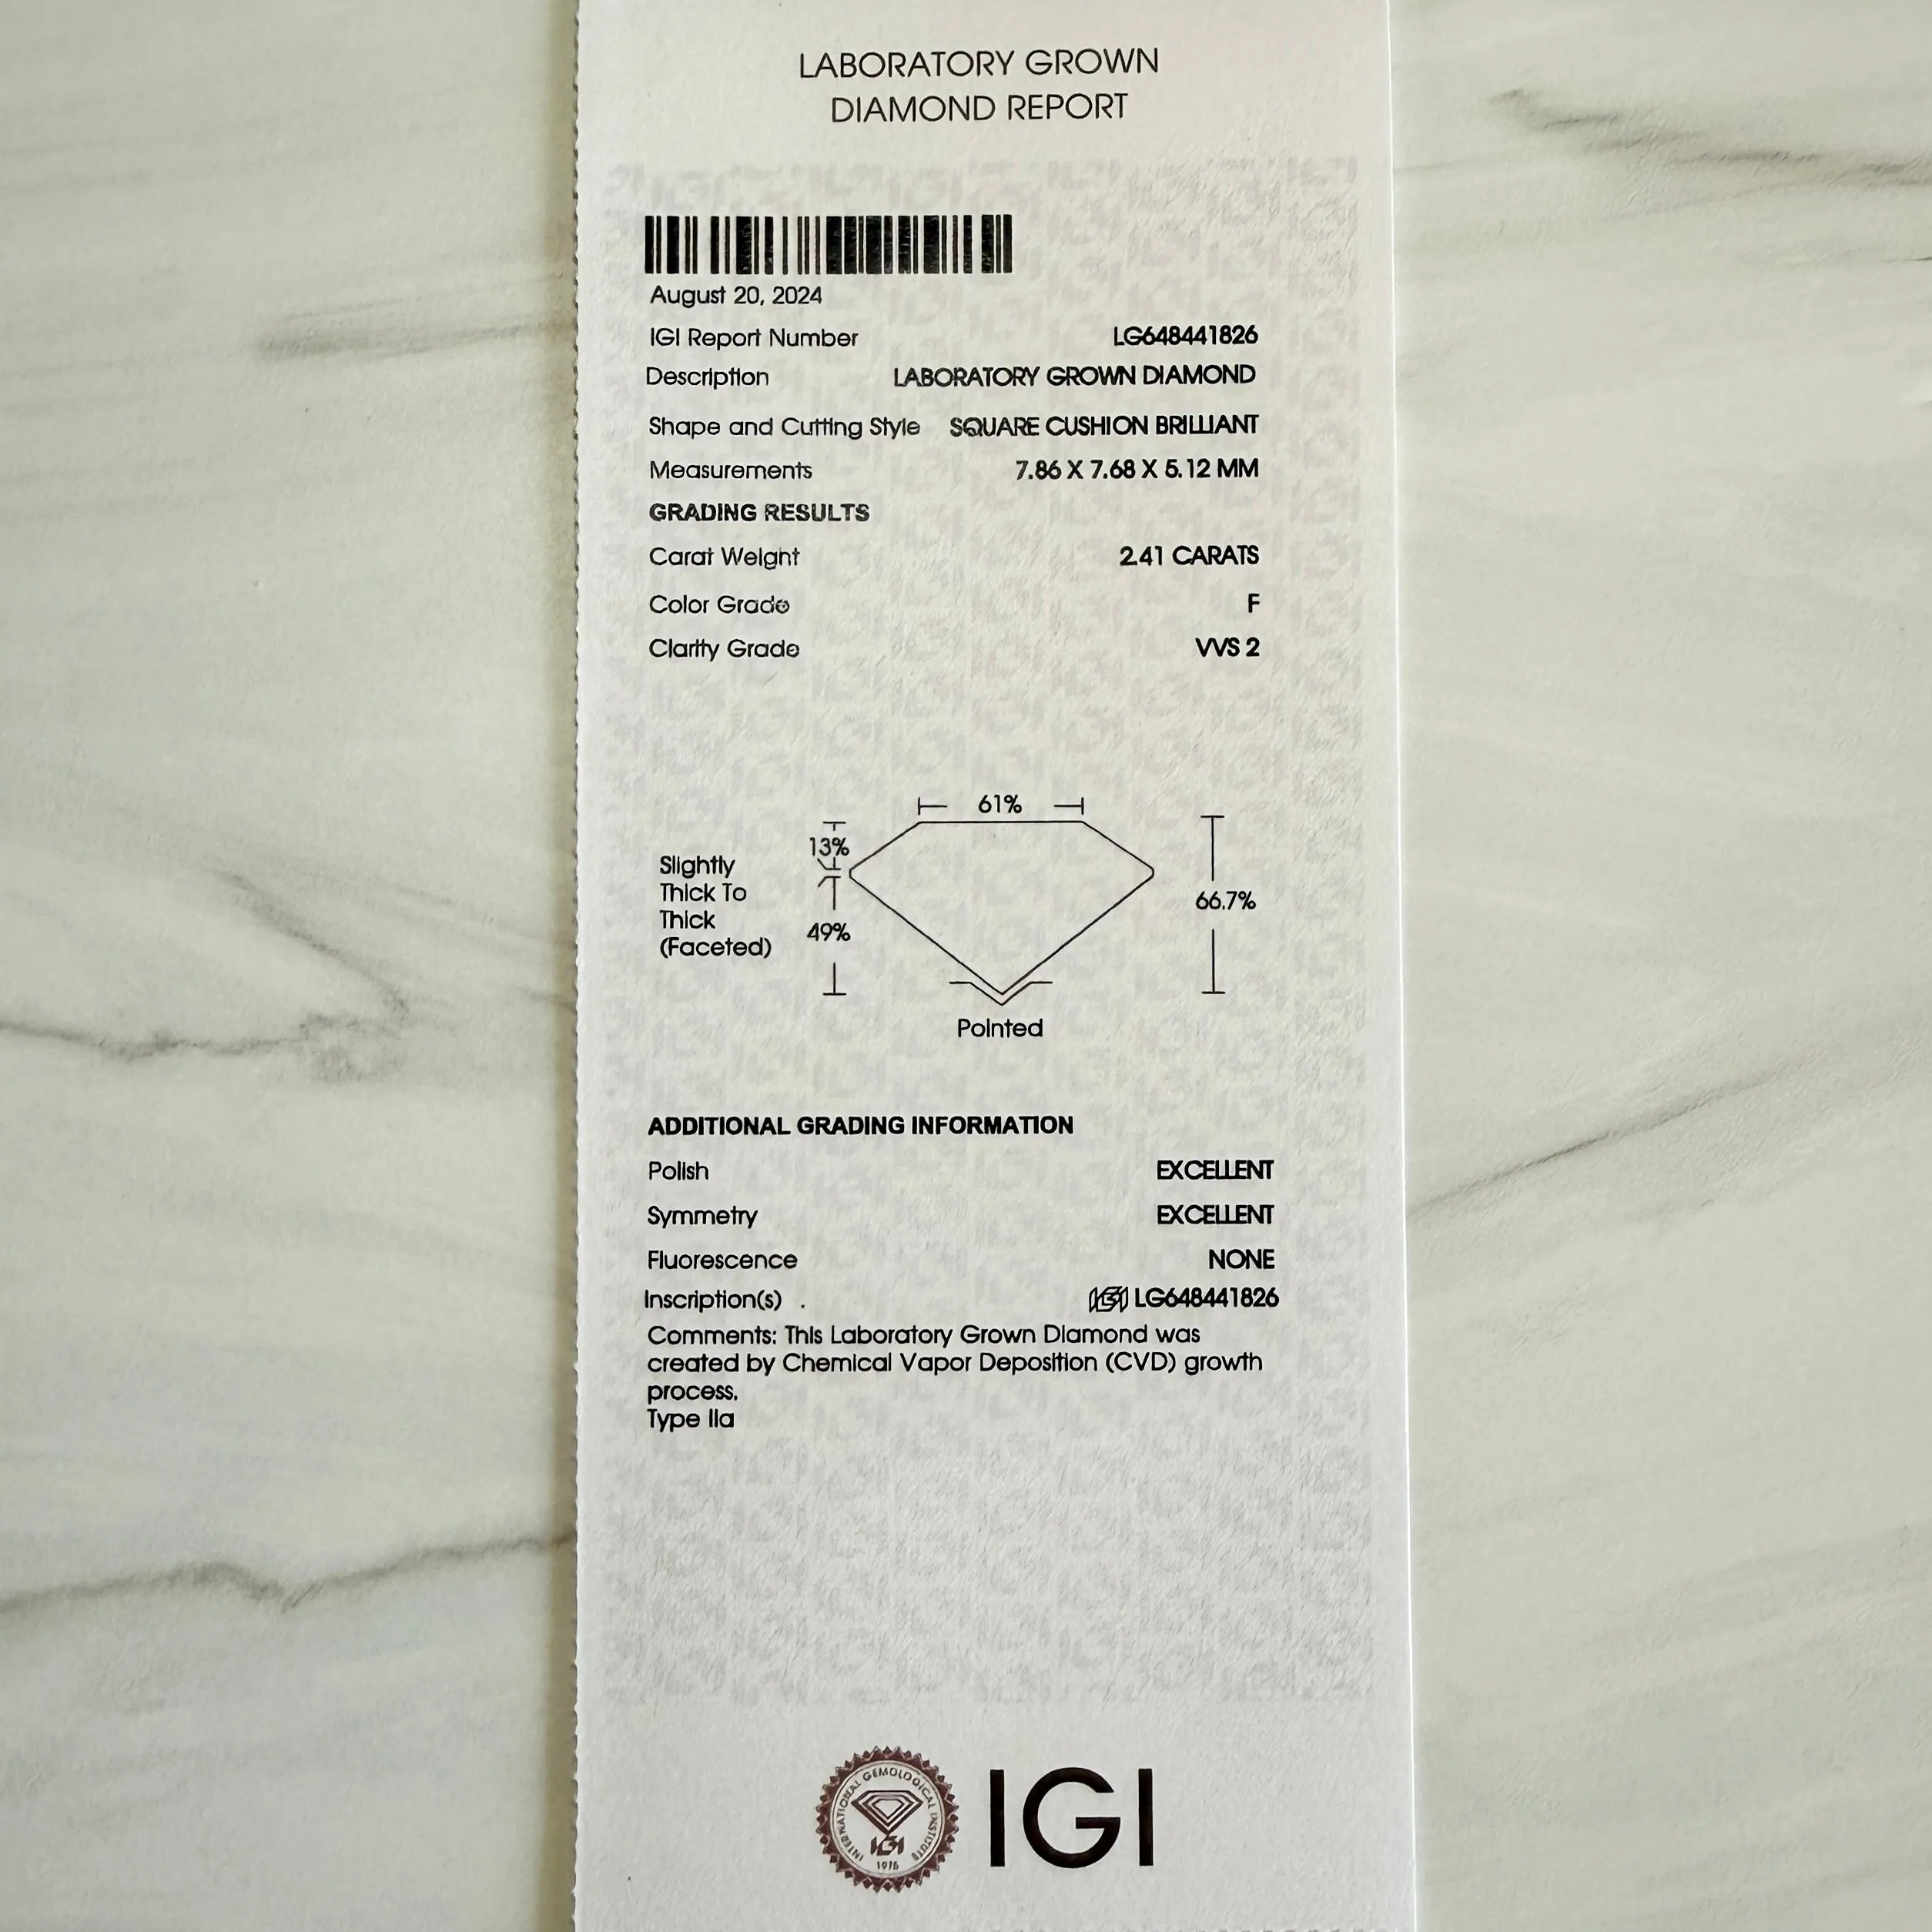 LABORATORY GROWN
DIAMOND REPORT
August 20, 2024
IGI Report Number LG648441826
Description LABORATORY GROWN DIAMOND
Shape and Cutting Style SQUARE CUSHION BRILLIANT
Measurements 7.86 X 7.68 X 5.12 MM
GRADING RESULTS
Carat Weight 2.41 CARATS
Color Grade F
Clarity Grade VVS 2
61%
13%
Slightly
Thick To
Thick
(Faceted)
49%
66.7%
Pointed
ADDITIONAL GRADING INFORMATION
Polish EXCELLENT
Symmetry EXCELLENT
Fluorescence NONE
Inscription(s) IGI LG648441826
Comments: This Laboratory Grown Diamond was
created by Chemical Vapor Deposition (CVD) growth
process.
Type IIa
INTERNATIONAL GEMOLOGICAL INSTITUTE
IGI
1975
IGI